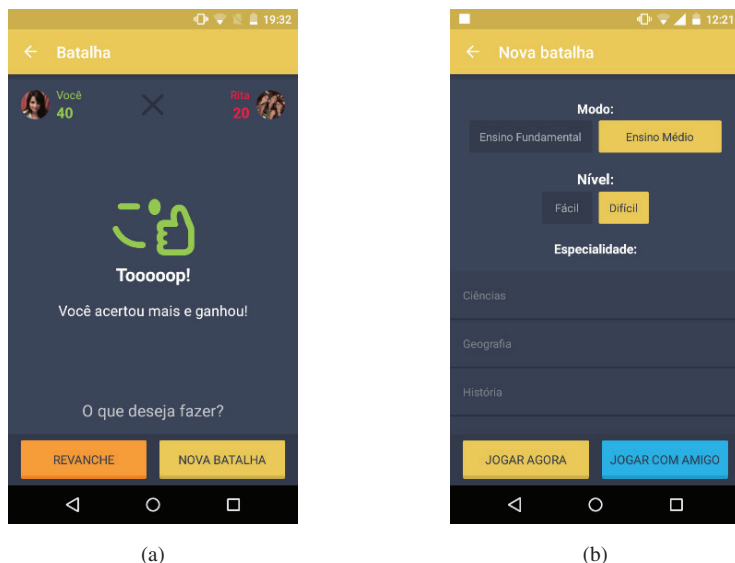 19:32
Batalha
Você
40
Rita
20
Tooooop!
Você acertou mais e ganhou!
O que deseja fazer?
REVANCHE
NOVA BATALHA
(a)
12:21
Nova batalha
Modo:
Ensino Fundamental
Ensino Médio
Nível:
Fácil
Difícil
Especialidade:
Ciências
Geografia
História
JOGAR AGORA
JOGAR COM AMIGO
(b)